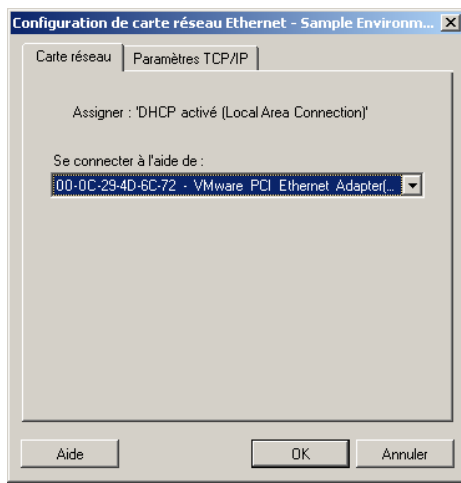 Configuration de carte réseau Ethernet - Sample Environm...
Carte réseau
Paramètres TCP/IP
Assigner : 'DHCP activé (Local Area Connection)'
Se connecter à l'aide de :
00-0C-29-4D-6C-72 - VMware PCI Ethernet Adapter(...
Aide
OK
Annuler